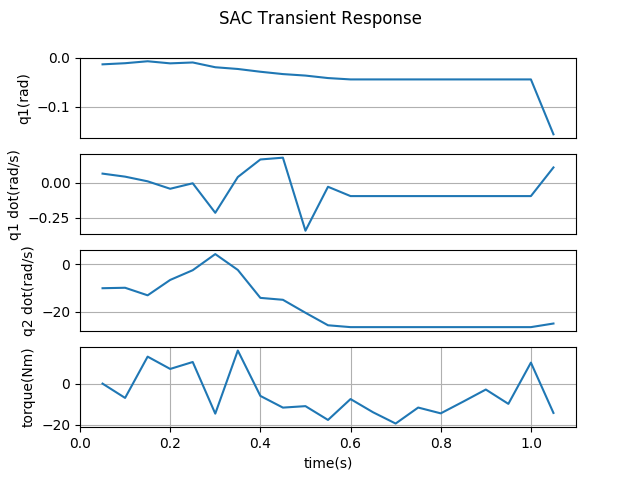 SAC Transient Response
0.0
−0.1
q1(rad)
0.00
−0.25
q1 dot(rad/s)
0
−20
q2 dot(rad/s)
0
−20
torque(Nm)
0.0 0.2 0.4 0.6 0.8 1.0
time(s)